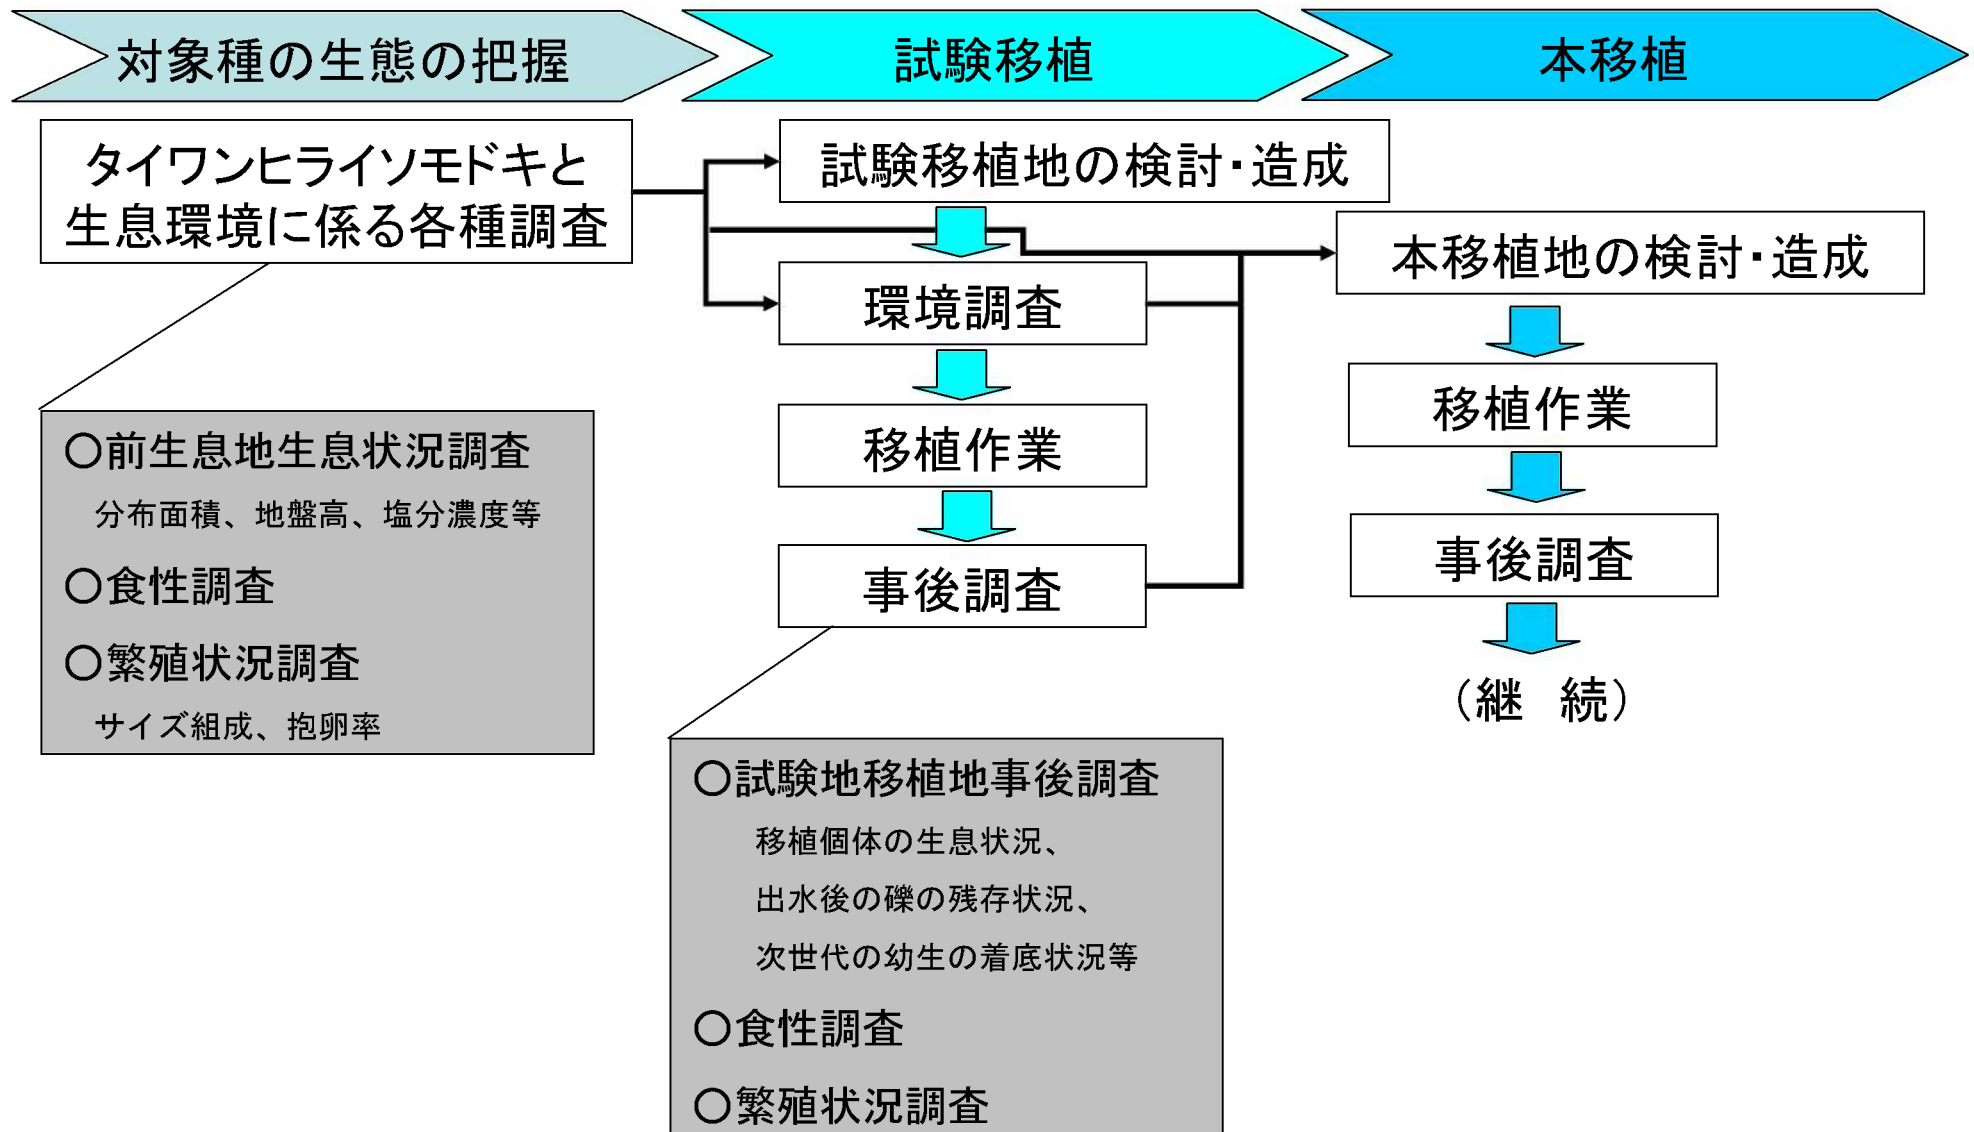 対象種の生態の把握
試験移植
本移植
タイワンヒライソモドキと
生息環境に係る各種調査
試験移植地の検討・造成
環境調査
移植作業
事後調査
本移植地の検討・造成
移植作業
事後調査
（継　続）
〇前生息地生息状況調査
分布面積、地盤高、塩分濃度等
〇食性調査
〇繁殖状況調査
サイズ組成、抱卵率
〇試験地移植地事後調査
移植個体の生息状況、
出水後の礫の残存状況、
次世代の幼生の着底状況等
〇食性調査
〇繁殖状況調査